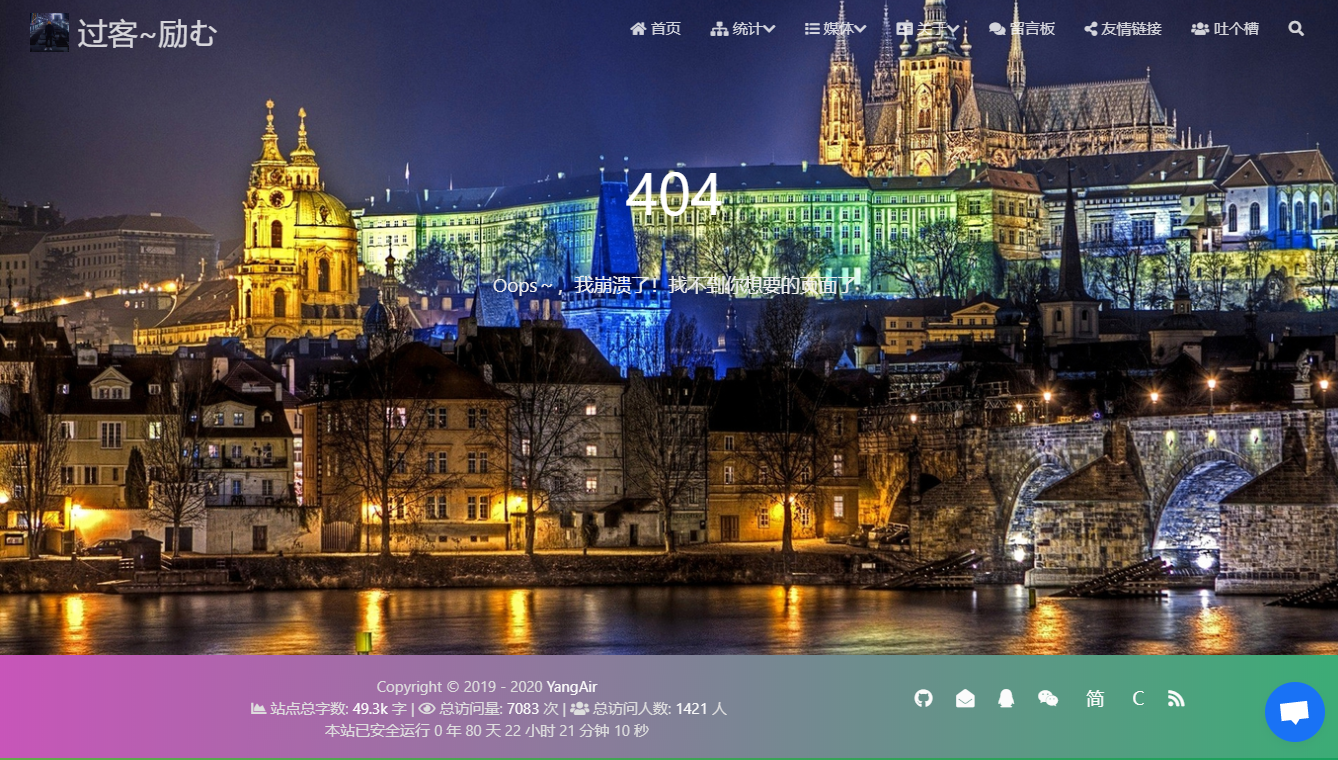 过客~励む
首页 统计 媒体 关于 留言板 友情链接 吐个槽
404
Oops～，我崩溃了！找不到你想要的页面了
Copyright © 2019 - 2020 YangAir
站点总字数: 49.3k 字 | 总访问量: 7083 次 | 总访问人数: 1421 人
本站已安全运行 0 年 80 天 22 小时 21 分钟 10 秒
简 C